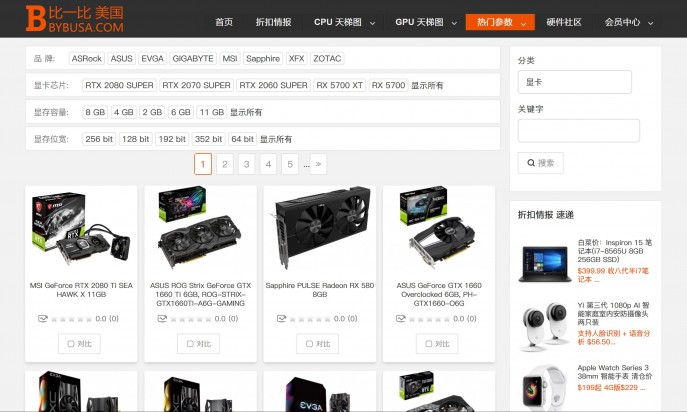 比一比 美国
BYBUSA.COM
首页 折扣情报 CPU 天梯图 GPU 天梯图 热门参数 硬件社区 会员中心
品 牌: ASRock ASUS EVGA GIGABYTE MSI Sapphire XFX ZOTAC
显卡芯片: RTX 2080 SUPER RTX 2070 SUPER RTX 2060 SUPER RX 5700 XT RX 5700 显示所有
显存容量: 8 GB 4 GB 2 GB 6 GB 11 GB 显示所有
显存位宽: 256 bit 128 bit 192 bit 352 bit 64 bit 显示所有
1 2 3 4 5 ... »
MSI GeForce RTX 2080 Ti SEA
HAWK X 11GB
0.0 (0)
对比
ASUS ROG Strix GeForce GTX
1660 Ti 6GB, ROG-STRIX-
GTX1660TI-A6G-GAMING
0.0 (0)
对比
Sapphire PULSE Radeon RX 580
8GB
0.0 (0)
对比
ASUS GeForce GTX 1660
Overclocked 6GB, PH-
GTX1660-O6G
0.0 (0)
对比
EVGA
分类
显卡
关键字
搜索
折扣情报 速递
白菜价: Inspiron 15 笔
记本(i7-8565U 8GB
256GB SSD)
$399.99 收八代半i7笔
记本 ...
Yi 第三代 1080p AI 智
能家庭室内安防摄像头
两只装
支持人脸识别 + 语音分
析 $56.50...
Apple Watch Series 3
38mm 智能手表 清仓价
$199起 4G版$229 ...